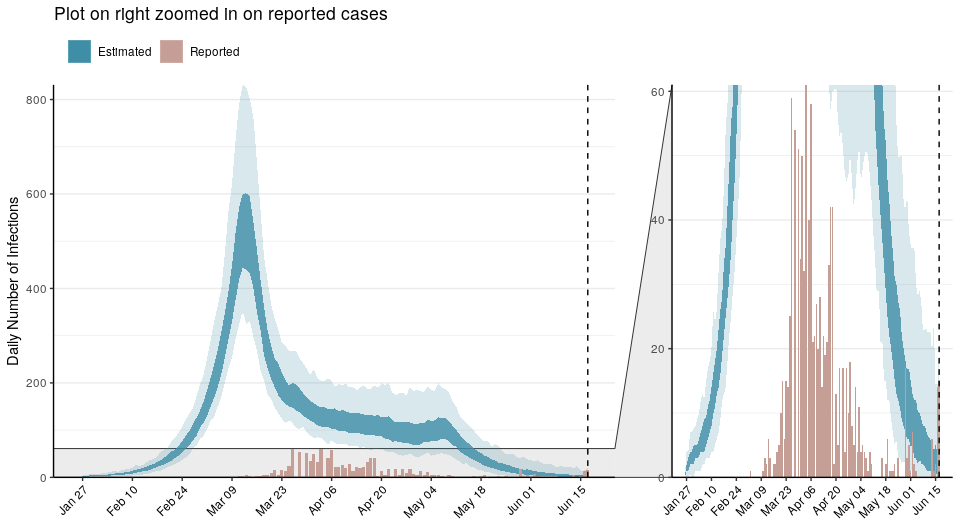 Plot on right zoomed in on reported cases
Estimated Reported
Daily Number of Infections
800
600
400
200
0
Jan 27 Feb 10 Feb 24 Mar 09 Mar 23 Apr 06 Apr 20 May 04 May 18 Jun 01 Jun 15
60
40
20
0
Jan 27 Feb 10 Feb 24 Mar 09 Mar 23 Apr 06 Apr 20 May 04 May 18 Jun 01 Jun 15